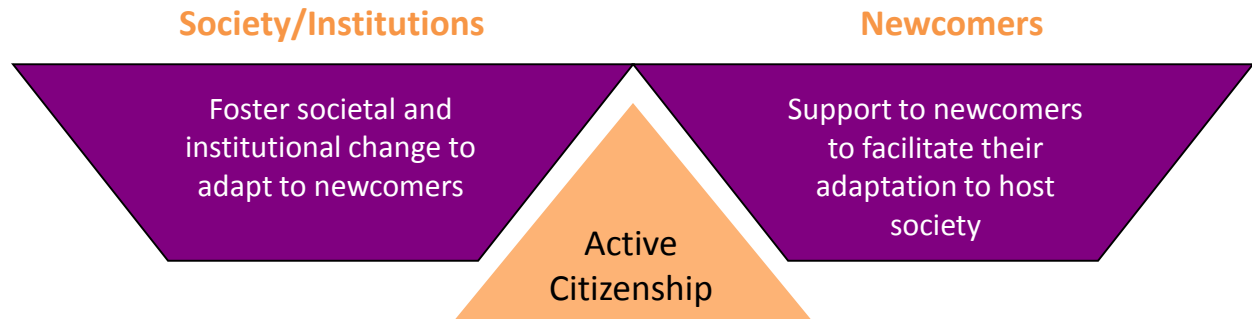 Society/Institutions
Newcomers
Foster societal and
institutional change to
adapt to newcomers
Support to newcomers
to facilitate their
adaptation to host
society
Active
Citizenship